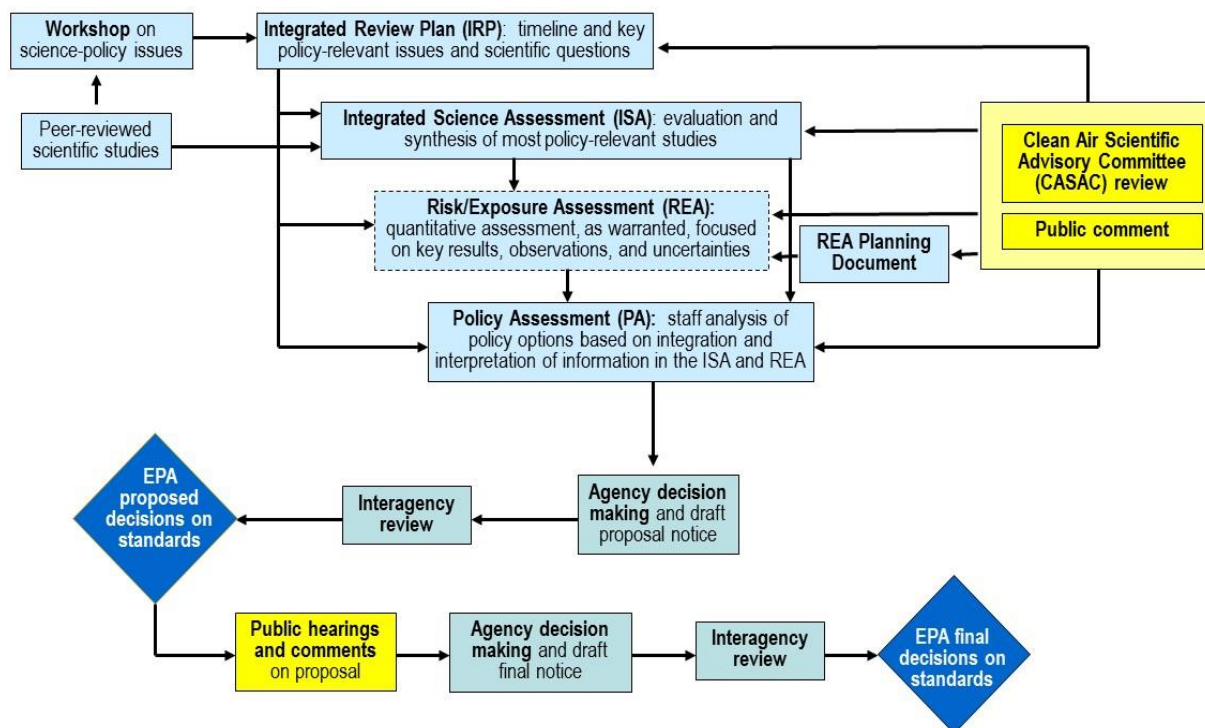 Workshop on
science-policy issues
Integrated Review Plan (IRP): timeline and key
policy-relevant issues and scientific questions
Peer-reviewed
scientific studies
Integrated Science Assessment (ISA): evaluation and
synthesis of most policy-relevant studies
Clean Air Scientific
Advisory Committee
(CASAC) review
Public comment
Risk/Exposure Assessment (REA):
quantitative assessment, as warranted, focused
on key results, observations, and uncertainties
REA Planning
Document
Policy Assessment (PA): staff analysis of
policy options based on integration and
interpretation of information in the ISA and REA
Agency decision
making and draft
proposal notice
Interagency
review
EPA
proposed
decisions on
standards
Public hearings
and comments
on proposal
Agency decision
making and draft
final notice
Interagency
review
EPA final
decisions on
standards